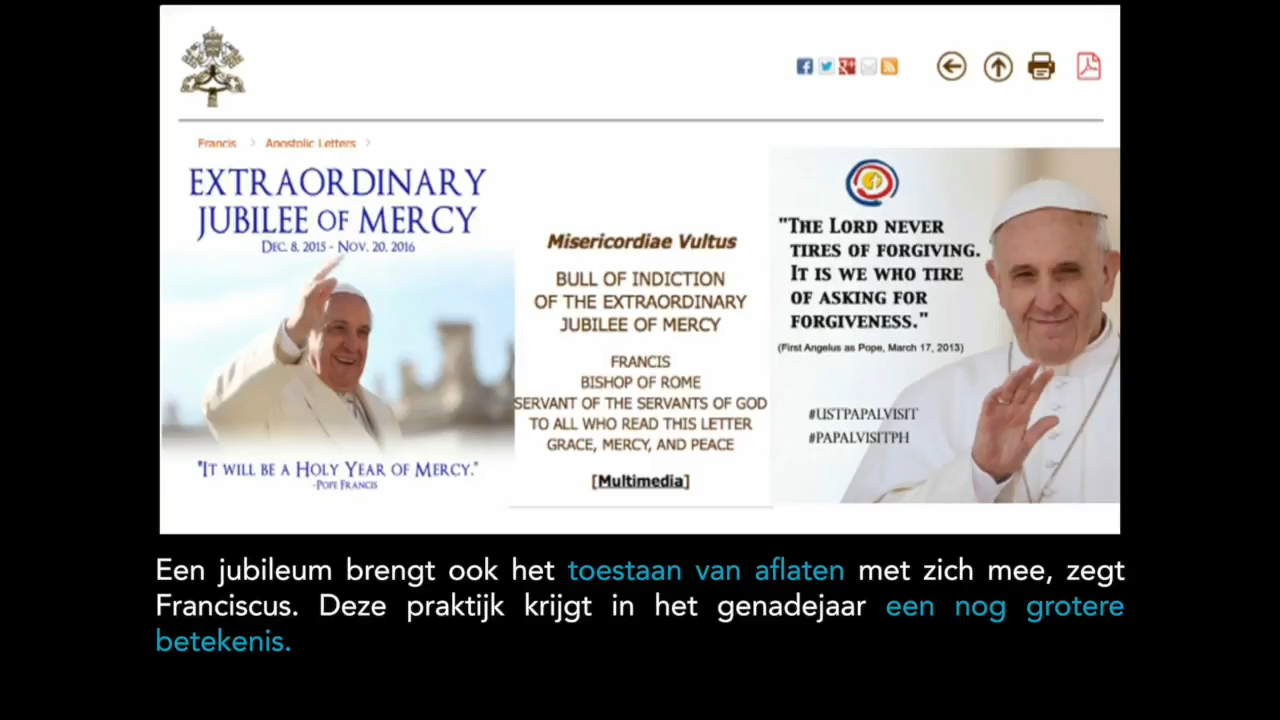 Francis > Apostolic Letters >
EXTRAORDINARY
JUBILEE OF MERCY
DEC. 8, 2015 - NOV. 20, 2016
"IT WILL BE A HOLY YEAR OF MERCY."
-POPE FRANCIS
Misericordiae Vultus
BULL OF INDICTION
OF THE EXTRAORDINARY
JUBILEE OF MERCY
FRANCIS
BISHOP OF ROME
SERVANT OF THE SERVANTS OF GOD
TO ALL WHO READ THIS LETTER
GRACE, MERCY, AND PEACE
[Multimedia]
"THE LORD NEVER
TIRES OF FORGIVING.
IT IS WE WHO TIRE
OF ASKING FOR
FORGIVENESS."
(First Angelus as Pope, March 17, 2013)
#USTPAPALVISIT
#PAPALVISITPH
Een jubileum brengt ook het toestaan van aflaten met zich mee, zegt
Franciscus. Deze praktijk krijgt in het genadejaar een nog grotere
betekenis.